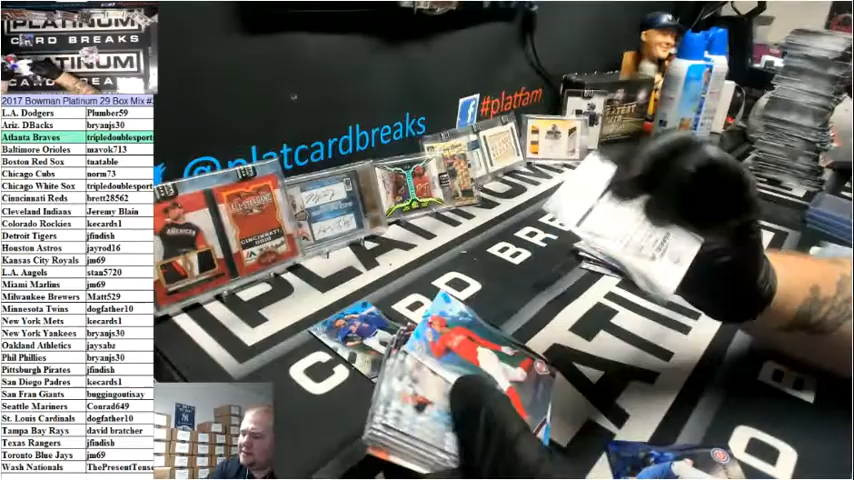 PLATINUM
CARD BREAKS
PLATINUM
2017 Bowman Platinum 29 Box Mix #
L.A. Dodgers Plumber59
Ariz. DBacks bryanjs30
Atlanta Braves tripledoublesport
Baltimore Orioles mavok713
Boston Red Sox tnatable
Chicago Cubs norm73
Chicago White Sox tripledoublesport
Cinncinnati Reds brett28562
Cleveland Indians Jeremy Blain
Colorado Rockies kecards1
Detroit Tigers jfindish
Houston Astros jayrod16
Kansas City Royals jm69
L.A. Angels stan5720
Miami Marlins jm69
Milwaukee Brewers Matt529
Minnesota Twins dogfather10
New York Mets kecards1
New York Yankees bryanjs30
Oakland Athletics jaysabz
Phil Phillies bryanjs30
Pittsburgh Pirates jfindish
San Diego Padres kecards1
San Fran Giants buggingoutisay
Seattle Mariners Conrad649
St. Louis Cardinals dogfather10
Tampa Bay Rays david bratcher
Texas Rangers jfindish
Toronto Blue Jays jm69
Wash Nationals ThePresentTense
@platcardbreaks
f #platfam
PLATINUM
CARD BRE
CINCINNATI
OHIO